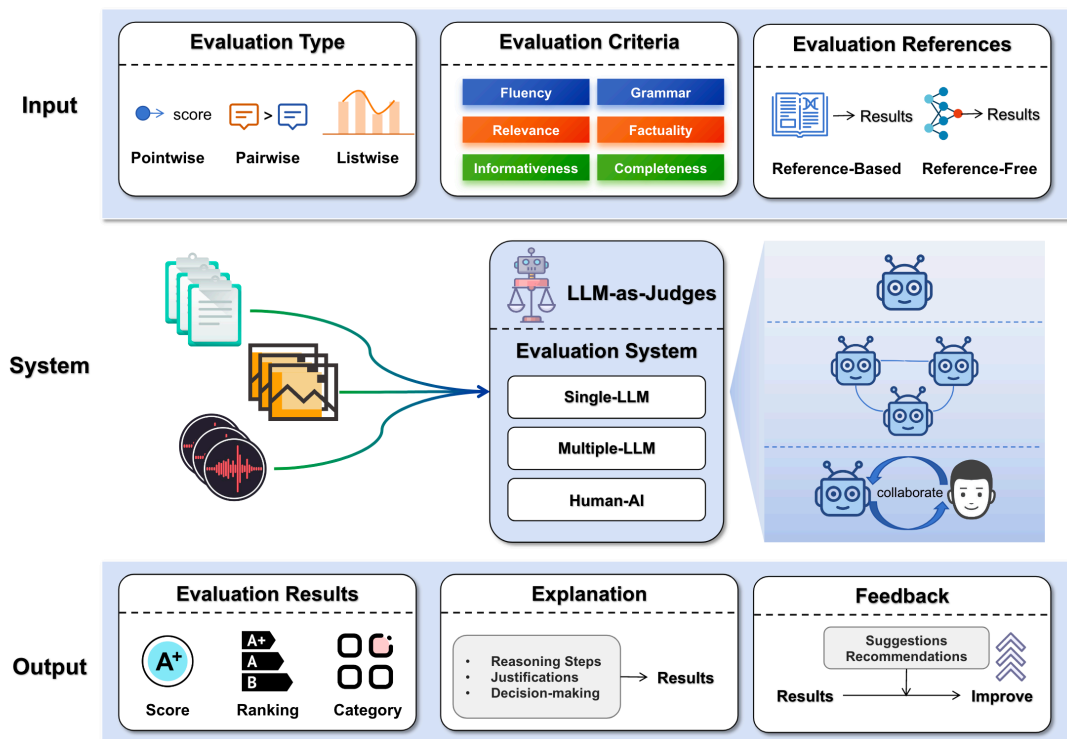 Input
Evaluation Type
score
>
Pointwise
Pairwise
Listwise
Evaluation Criteria
Fluency
Grammar
Relevance
Factuality
Informativeness
Completeness
Evaluation References
Results
Results
Reference-Based
Reference-Free
System
LLM-as-Judges
Evaluation System
Single-LLM
Multiple-LLM
Human-AI
collaborate
Output
Evaluation Results
A+
A+
A
B
Score
Ranking
Category
Explanation
• Reasoning Steps
• Justifications
• Decision-making
Results
Feedback
Suggestions
Recommendations
Results
Improve